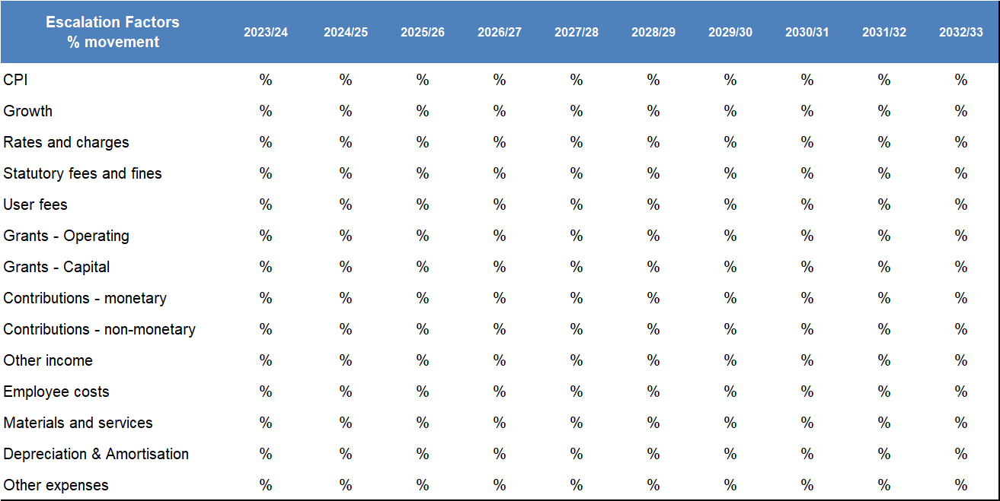 Escalation Factors
% movement 2023/24 2024/25 2025/26 2026/27 2027/28 2028/29 2029/30 2030/31 2031/32 2032/33
CPI % % % % % % % % % %
Growth % % % % % % % % % %
Rates and charges % % % % % % % % % %
Statutory fees and fines % % % % % % % % % %
User fees % % % % % % % % % %
Grants - Operating % % % % % % % % % %
Grants - Capital % % % % % % % % % %
Contributions - monetary % % % % % % % % % %
Contributions - non-monetary % % % % % % % % % %
Other income % % % % % % % % % %
Employee costs % % % % % % % % % %
Materials and services % % % % % % % % % %
Depreciation & Amortisation % % % % % % % % % %
Other expenses % % % % % % % % % %